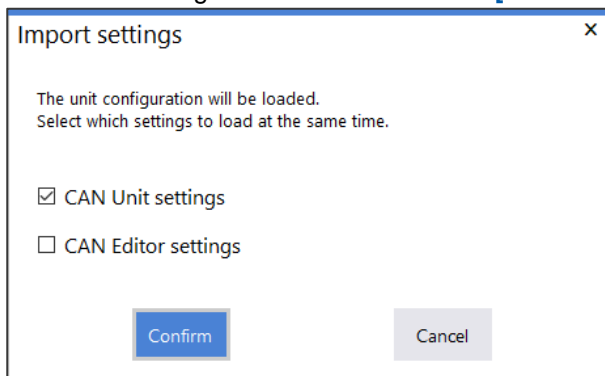 Import settings
×
The unit configuration will be loaded.
Select which settings to load at the same time.
CAN Unit settings
CAN Editor settings
Confirm
Cancel